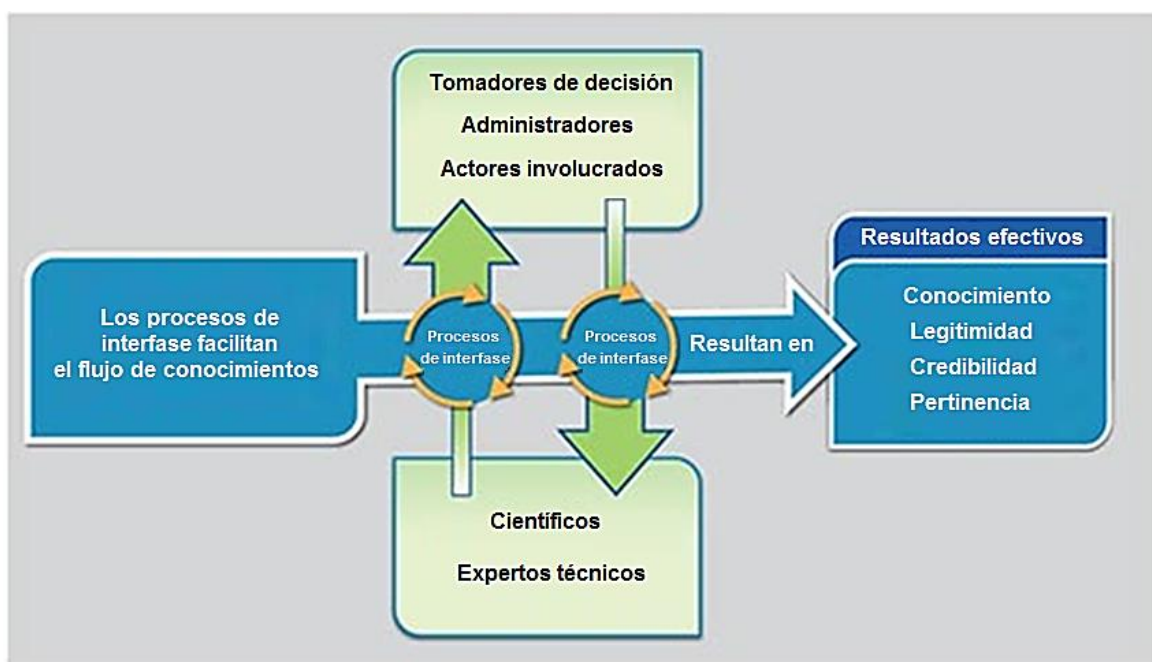 Tomadores de decisión
Administradores
Actores involucrados
Los procesos de
interfase facilitan
el flujo de conocimientos
Procesos
de interfase
Procesos
de interfase
Resultan en
Resultados efectivos
Conocimiento
Legitimidad
Credibilidad
Pertinencia
Científicos
Expertos técnicos